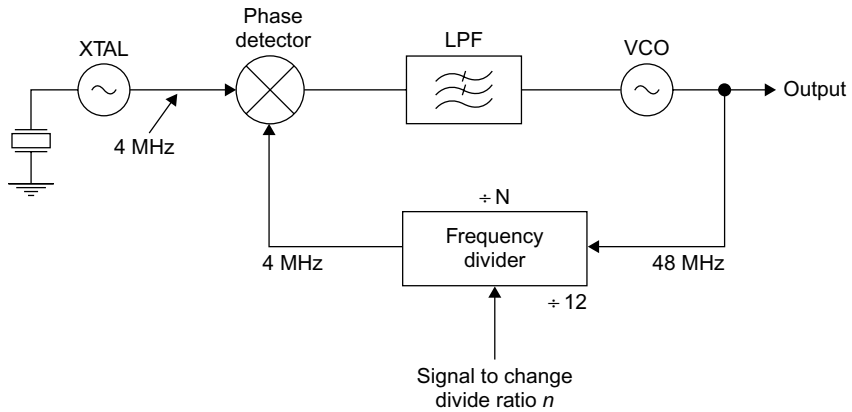 Phase
detector
XTAL
LPF
VCO
Output
4 MHz
÷ N
Frequency
divider
4 MHz
48 MHz
÷ 12
Signal to change
divide ratio n